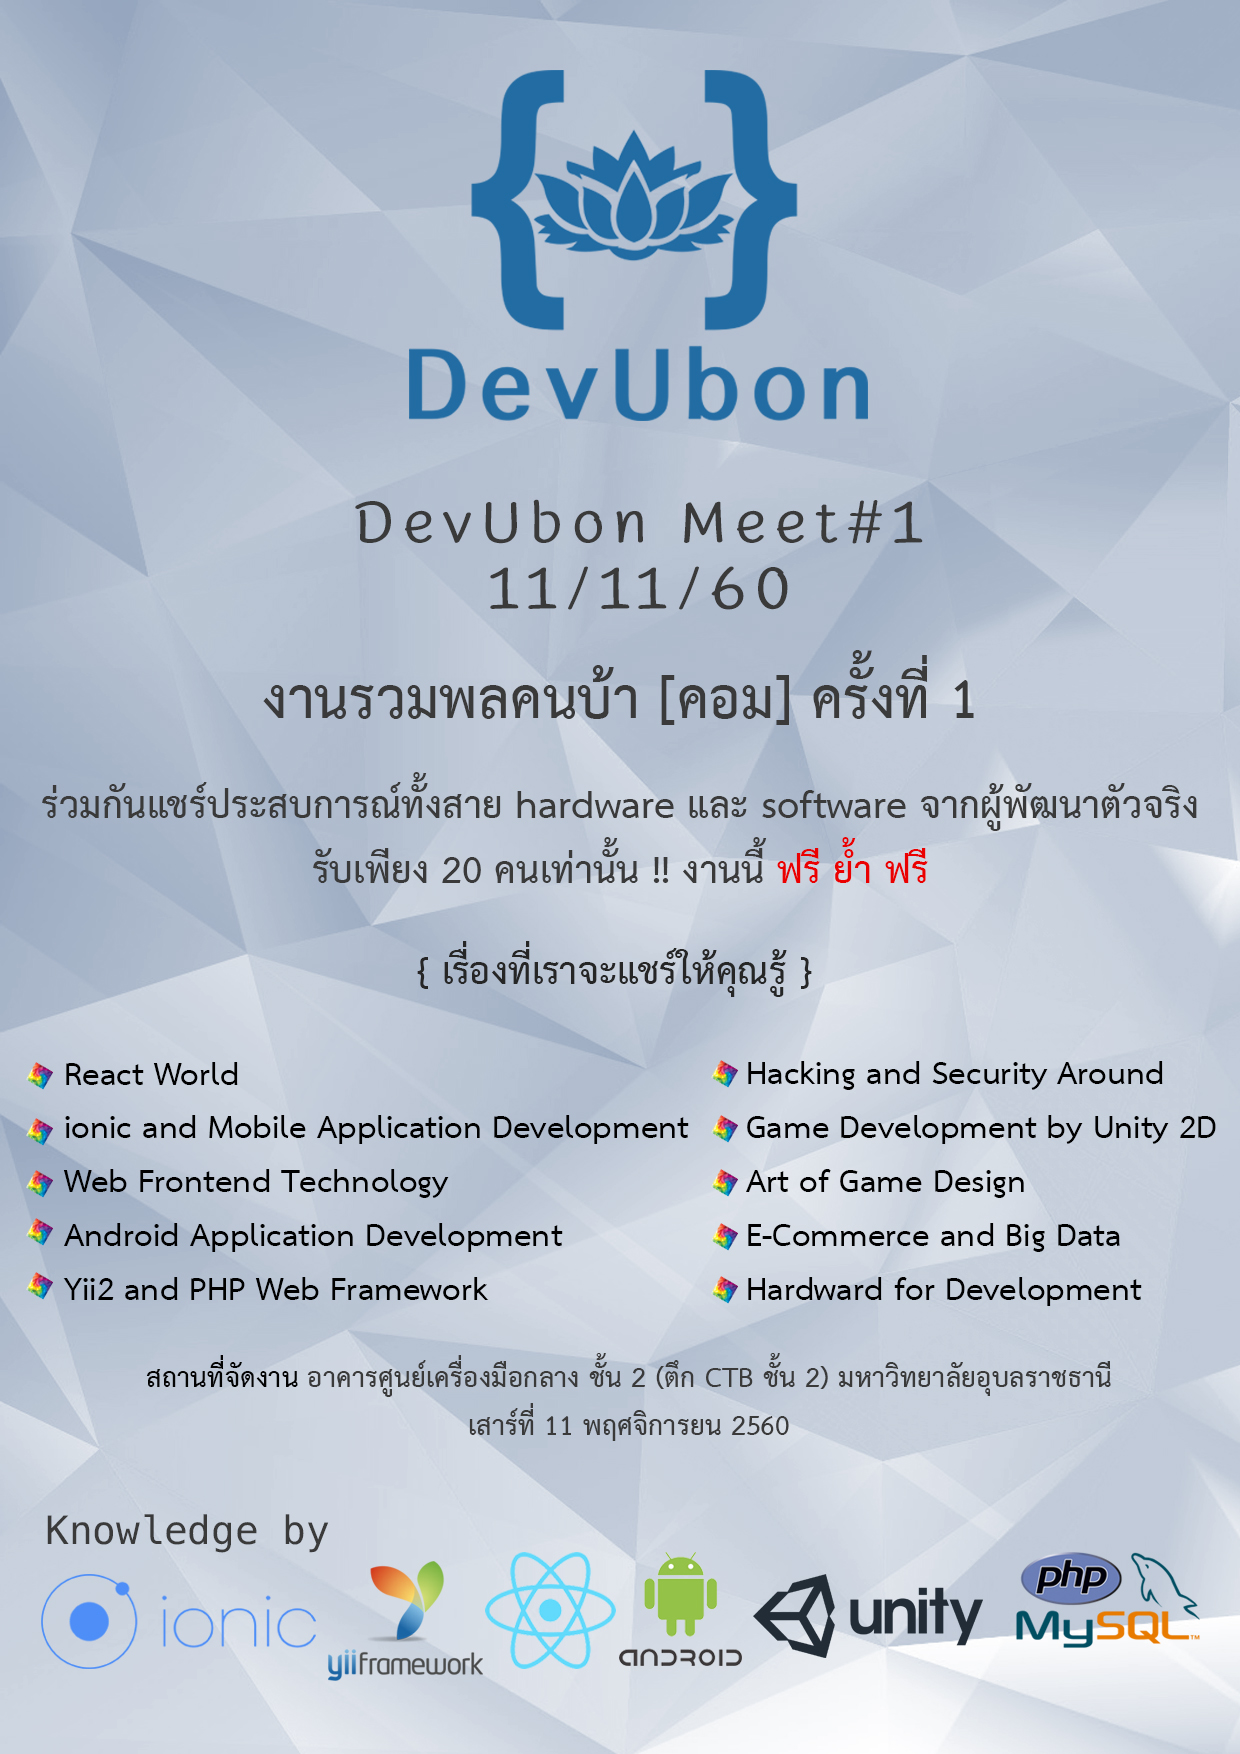 DevUbon
DevUbon Meet#1
11/11/60
งานรวมพลคนบ้า [คอม] ครั้งที่ 1
ร่วมกันแชร์ประสบการณ์ทั้งสาย hardware และ software จากผู้พัฒนาตัวจริง
รับเพียง 20 คนเท่านั้น !! งานนี้ ฟรี ย้ำ ฟรี
{ เรื่องที่เราจะแชร์ให้คุณรู้ }
React World
ionic and Mobile Application Development
Web Frontend Technology
Android Application Development
Yii2 and PHP Web Framework
Hacking and Security Around
Game Development by Unity 2D
Art of Game Design
E-Commerce and Big Data
Hardward for Development
สถานที่จัดงาน อาคารศูนย์เครื่องมือกลาง ชั้น 2 (ตึก CTB ชั้น 2) มหาวิทยาลัยอุบลราชธานี
เสาร์ที่ 11 พฤศจิการยน 2560
Knowledge by
ionic
yiiframework
ANDROID
unity
php
MySQL™